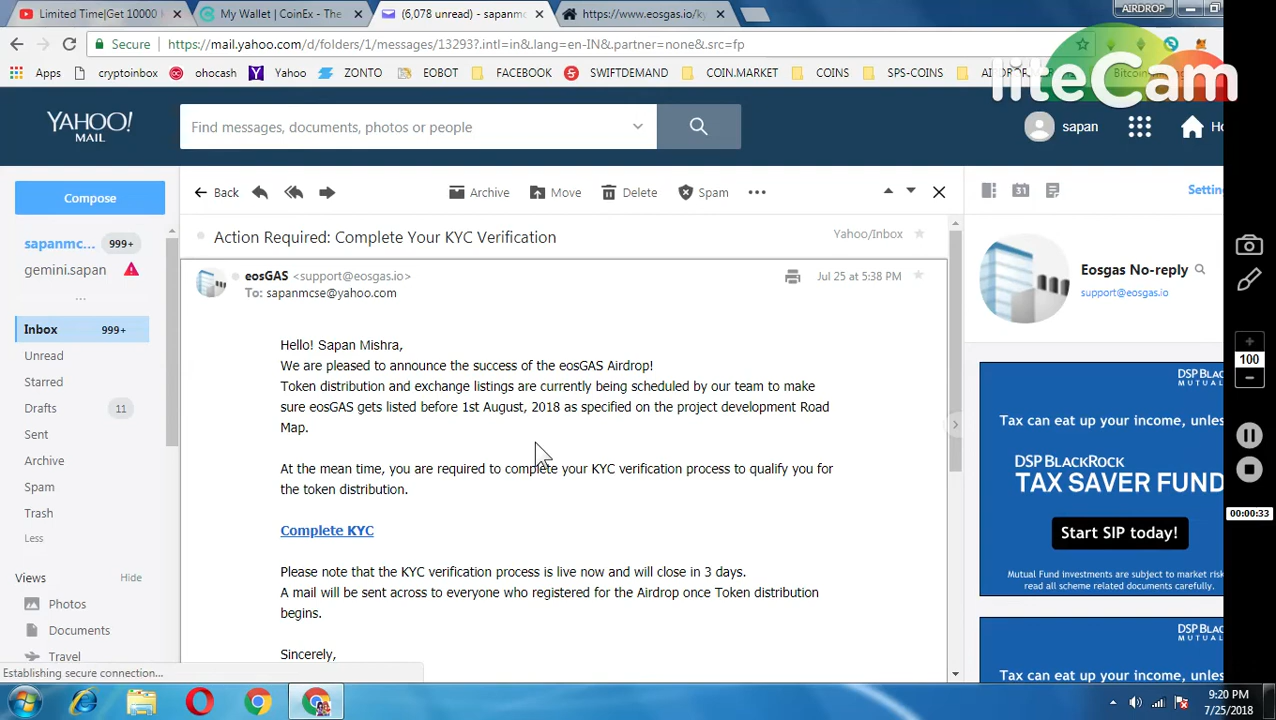 Limited Time|Get 10000
My Wallet | CoinEx - The
(6,078 unread) - sapanm
https://www.eosgas.io/ky
AIRDROP
Secure
https://mail.yahoo.com/d/folders/1/messages/13293?.intl=in&.lang=en-IN&.partner=none&.src=fp
Apps
cryptoinbox
ohocash
Yahoo
ZONTO
EOBOT
FACEBOOK
SWIFTDEMAND
COIN.MARKET
COINS
SPS-COINS
liteCam
YAHOO!
MAIL
Find messages, documents, photos or people
sapan
Compose
Back
Archive
Move
Delete
Spam
Settin
sapanmc...
999+
gemini.sapan
...
Inbox
999+
Unread
Starred
Drafts
11
Sent
Archive
Spam
Trash
Less
Views
Hide
Photos
Documents
Travel
Action Required: Complete Your KYC Verification
Yahoo/Inbox
eosGAS <support@eosgas.io>
Jul 25 at 5:38 PM
To: sapanmcse@yahoo.com
Hello! Sapan Mishra,
We are pleased to announce the success of the eosGAS Airdrop!
Token distribution and exchange listings are currently being scheduled by our team to make
sure eosGAS gets listed before 1st August, 2018 as specified on the project development Road
Map.
At the mean time, you are required to complete your KYC verification process to qualify you for
the token distribution.
Complete KYC
Please note that the KYC verification process is live now and will close in 3 days.
A mail will be sent access to everyone who registered for the Airdrop once Token distribution
begins.
Sincerely,
Eosgas No-reply
support@eosgas.io
31
DSP BLACK
MUTUAL
Tax can eat up your income, unles
DSP BLACKROCK
TAX SAVER FUND
Start SIP today!
Mutual Fund investments are subject to market risk
read all scheme related documents carefully.
DSP BLACK
MUTUAL
Tax can eat up your income, unles
100
00:00:33
Establishing secure connection...
9:20 PM
7/25/2018